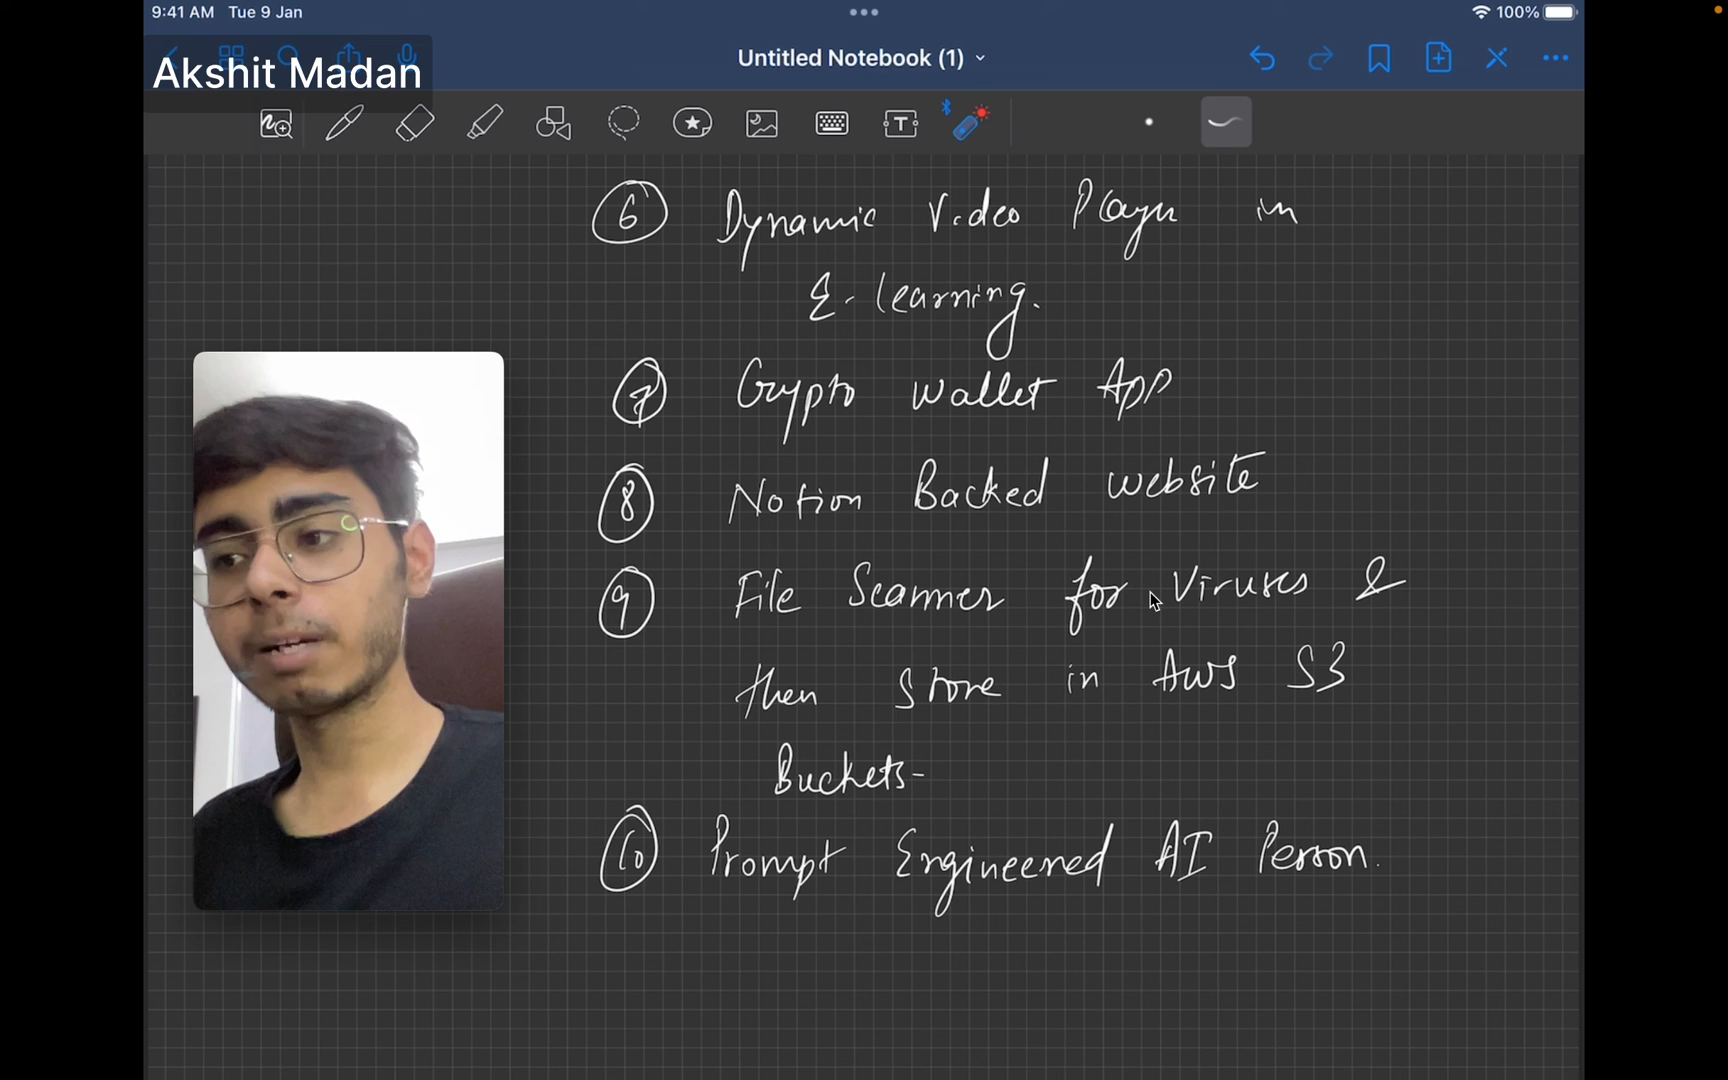 9:41 AM Tue 9 Jan
100%
Akshit Madan
Untitled Notebook (1)
T
6 Dynamic Video Player in
E-learning.
7 Crypto Wallet App
8 Notion Backed website
9 File Scanner for Viruses &
then Store in AWS S3
Buckets-
10 Prompt Engineered AI Person.